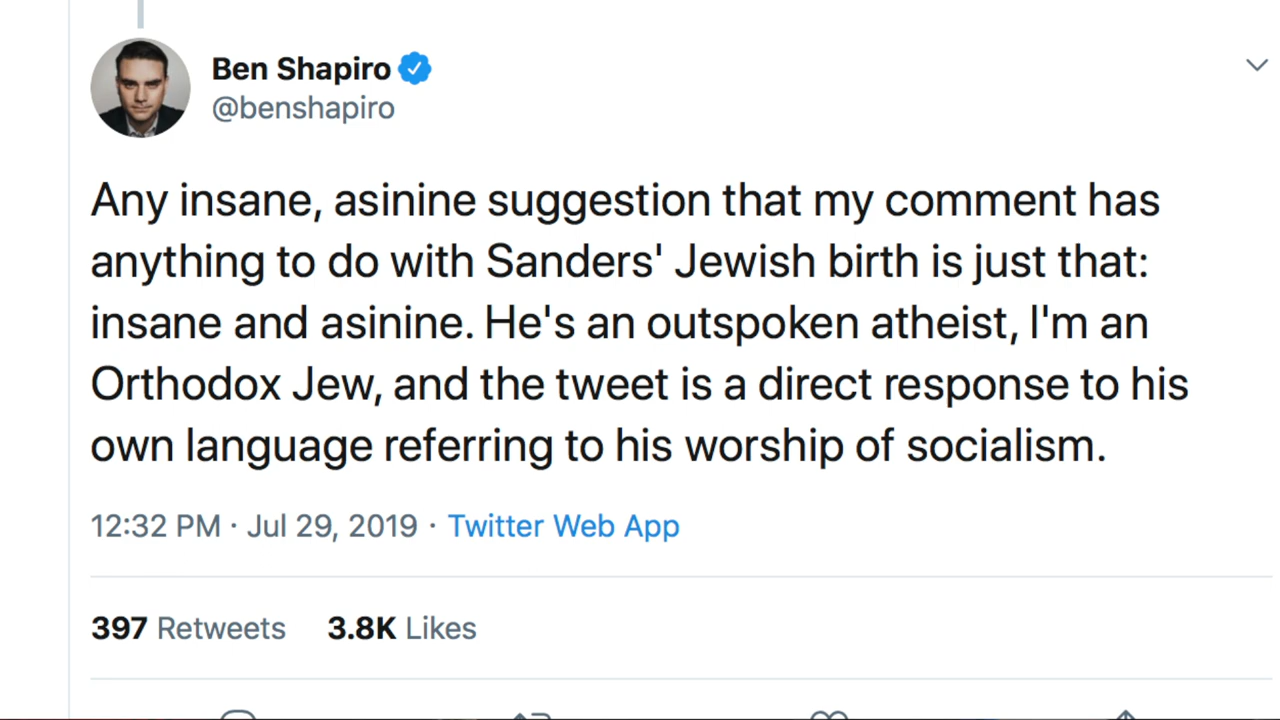 Ben Shapiro
@benshapiro
Any insane, asinine suggestion that my comment has
anything to do with Sanders' Jewish birth is just that:
insane and asinine. He's an outspoken atheist, I'm an
Orthodox Jew, and the tweet is a direct response to his
own language referring to his worship of socialism.
12:32 PM · Jul 29, 2019 · Twitter Web App
397 Retweets 3.8K Likes